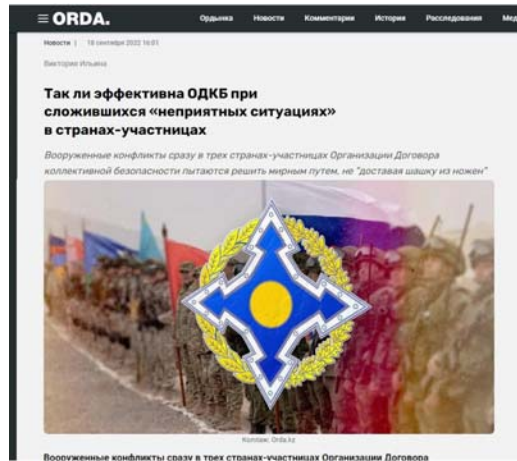 ORDA.
Ордынка Новости Комментарии Истории Расследования
Новости | 18 сентября 2022 16:01
Виктория Ильина
Так ли эффективна ОДКБ при
сложившихся «неприятных ситуациях»
в странах-участницах
Вооруженные конфликты сразу в трех странах-участницах Организации Договора
коллективной безопасности пытаются решить мирным путем, не "доставая шашку из ножен"
Коллаж: Orda.kz
Вооруженные конфликты сразу в трех странах-участницах Организации Договора